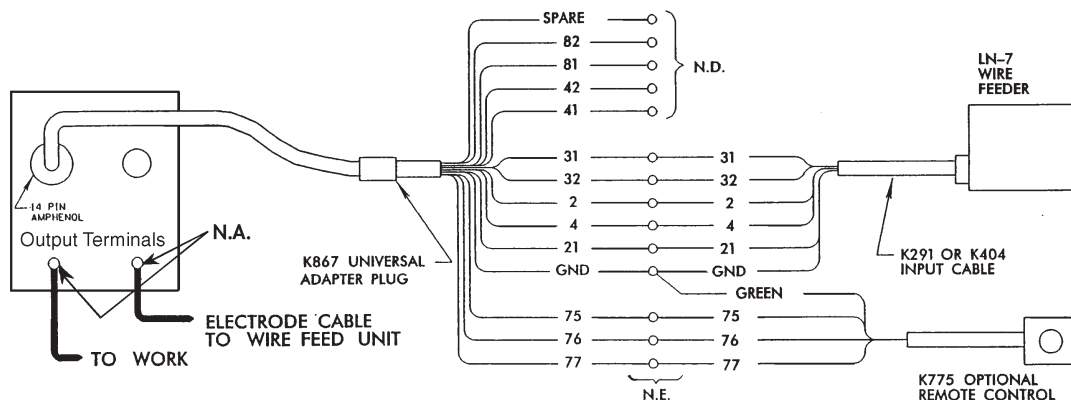 SPARE
82
81
42
41
N.D.
31 31
32 32
2 2
4 4
21 21
GND GND
GREEN
75 75
76 76
77 77
N.E.
LN-7
WIRE
FEEDER
14 PIN
AMPHENOL
Output Terminals
N.A.
K867 UNIVERSAL
ADAPTER PLUG
K291 OR K404
INPUT CABLE
ELECTRODE CABLE
TO WIRE FEED UNIT
TO WORK
K775 OPTIONAL
REMOTE CONTROL